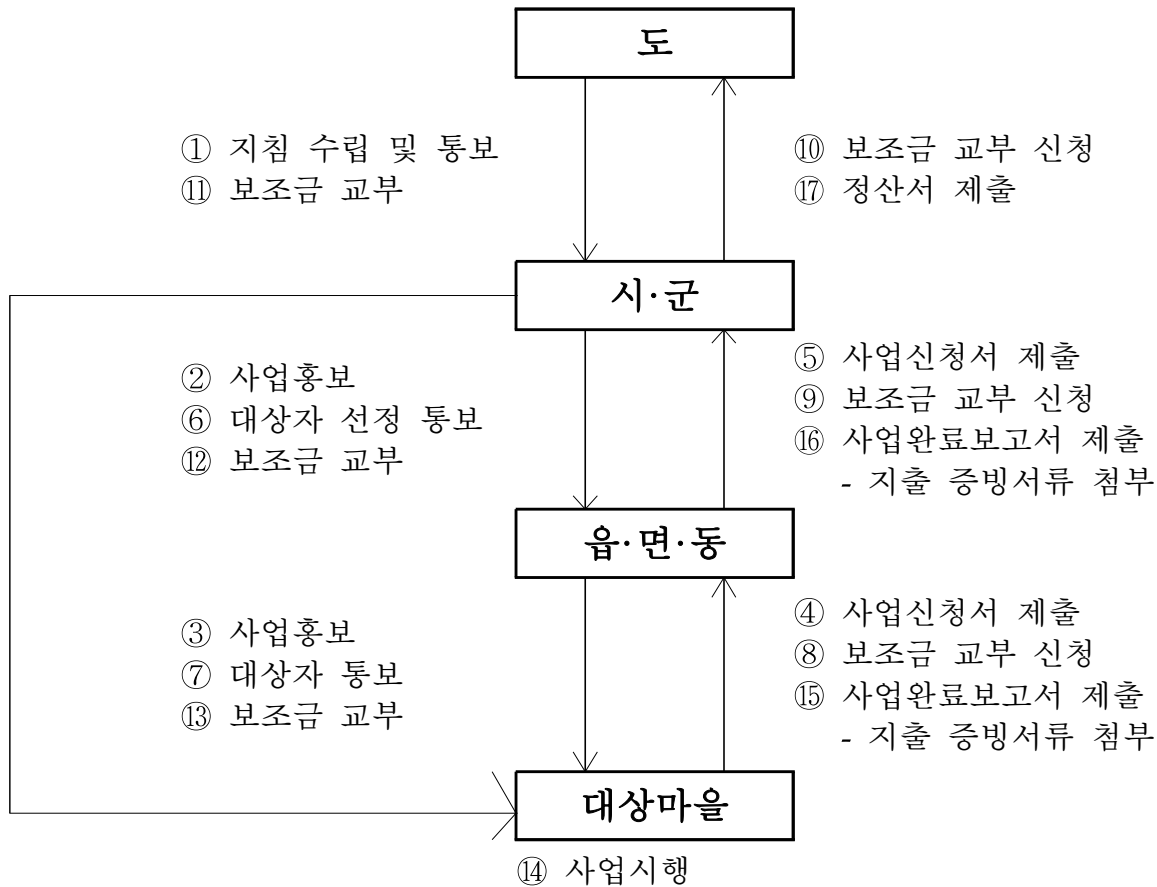 도
① 지침 수립 및 통보
⑪ 보조금 교부
⑩ 보조금 교부 신청
⑰ 정산서 제출
시·군
② 사업홍보
⑥ 대상자 선정 통보
⑫ 보조금 교부
⑤ 사업신청서 제출
⑨ 보조금 교부 신청
⑯ 사업완료보고서 제출
- 지출 증빙서류 첨부
읍·면·동
③ 사업홍보
⑦ 대상자 통보
⑬ 보조금 교부
④ 사업신청서 제출
⑧ 보조금 교부 신청
⑮ 사업완료보고서 제출
- 지출 증빙서류 첨부
대상마을
⑭ 사업시행